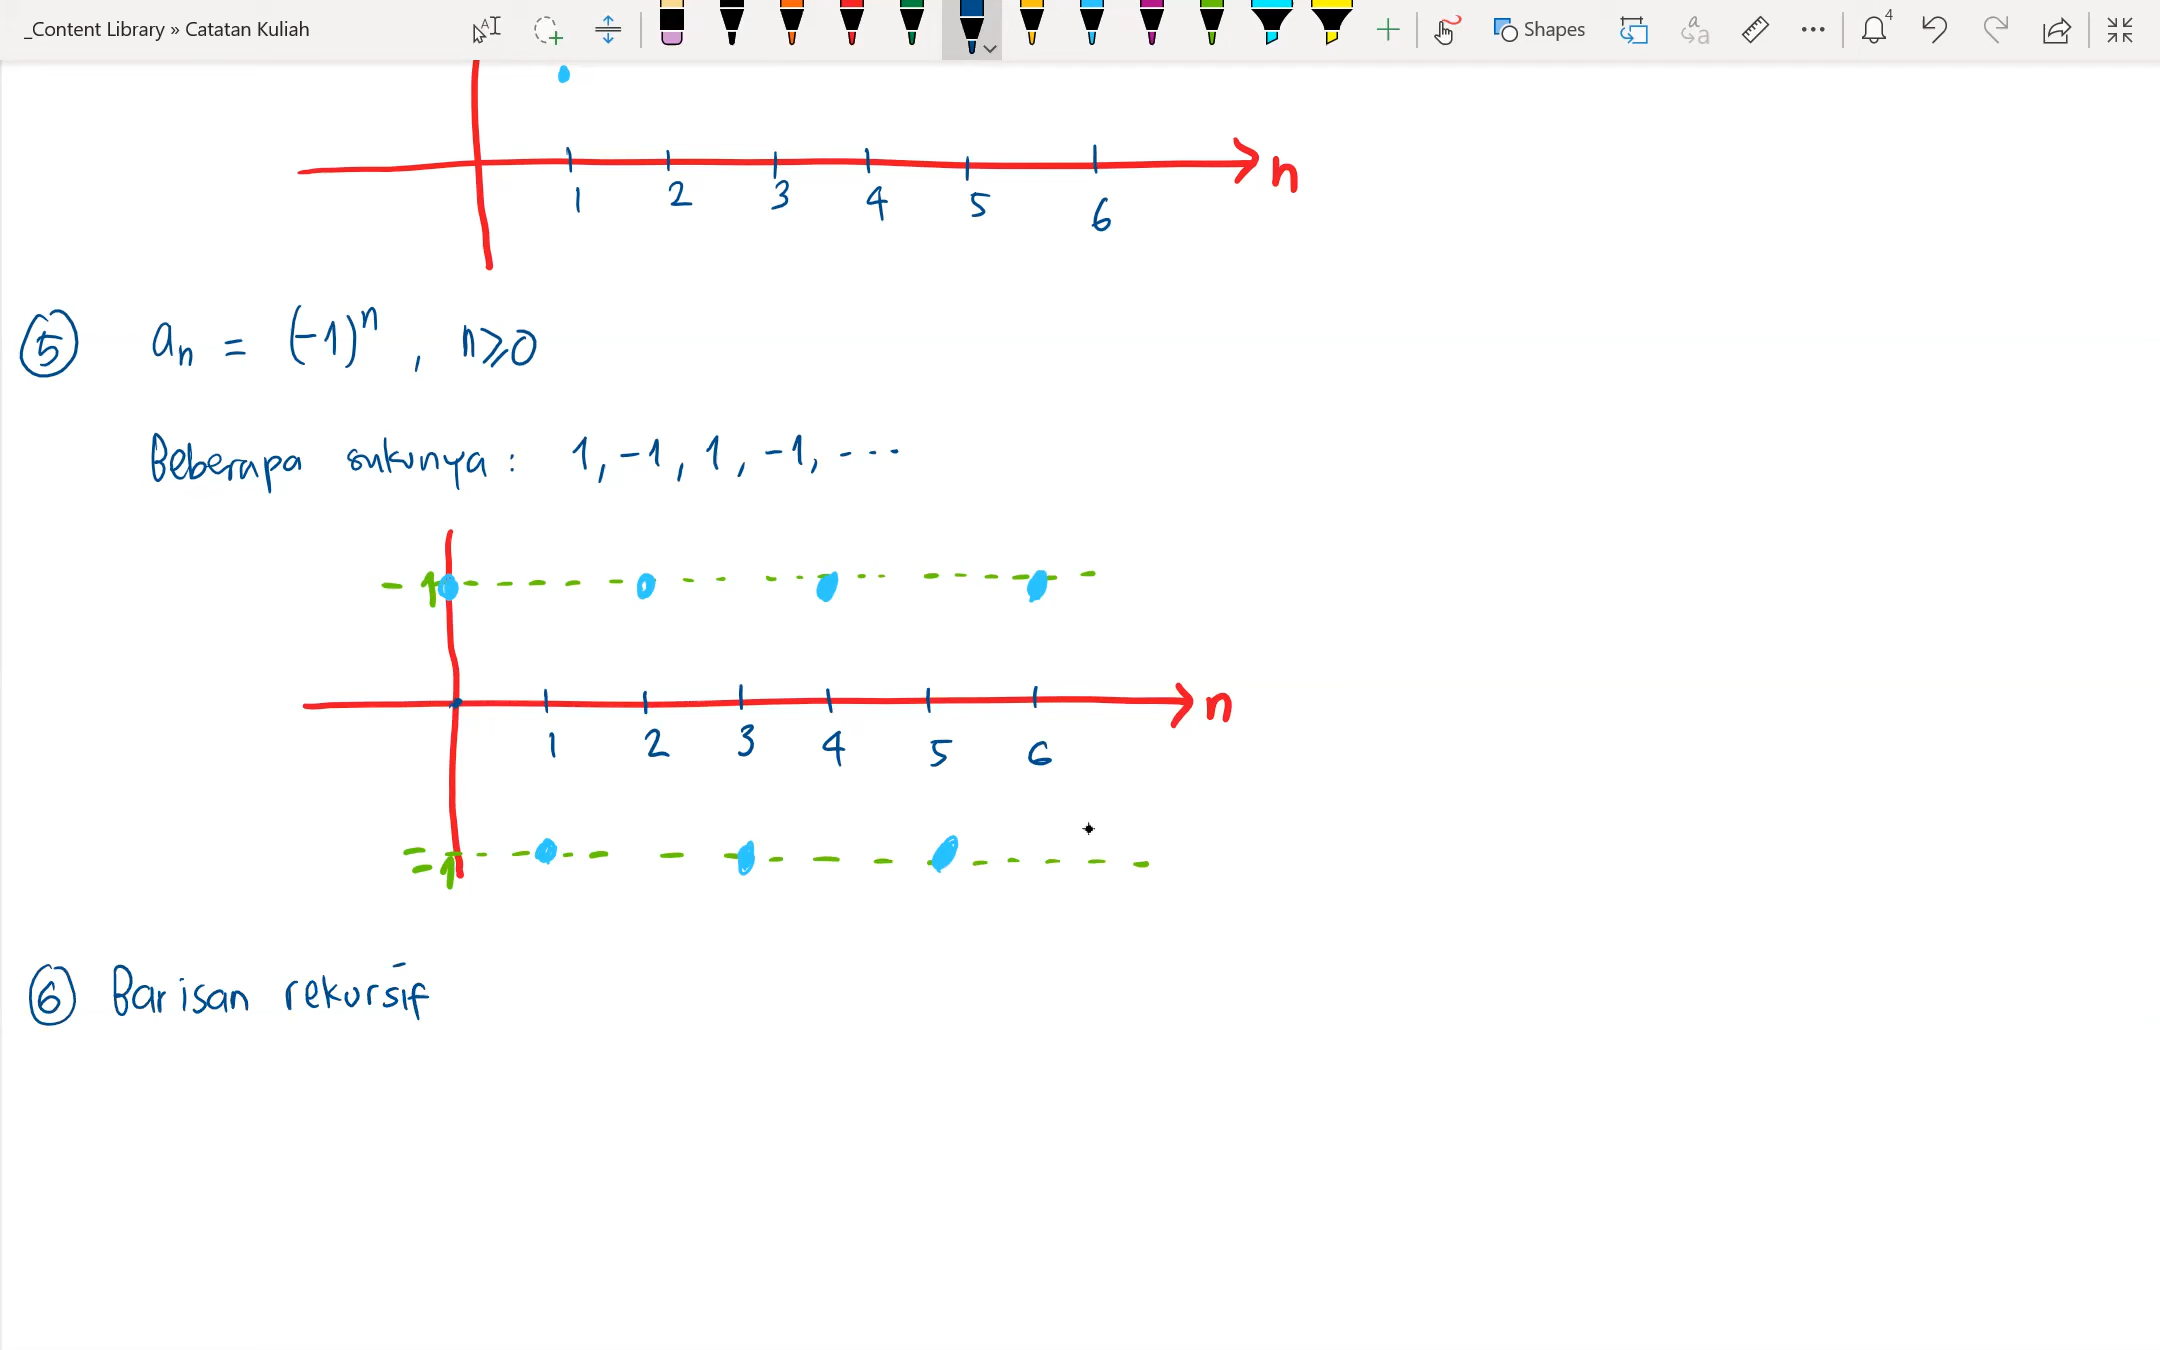 _Content Library » Catatan Kuliah
Shapes
4
n
1 2 3 4 5 6
5 aₙ = (-1)ⁿ , n⩾0
Beberapa sukunya : 1, -1, 1, -1, ...
1
n
1 2 3 4 5 6
-1
6 Barisan rekursif